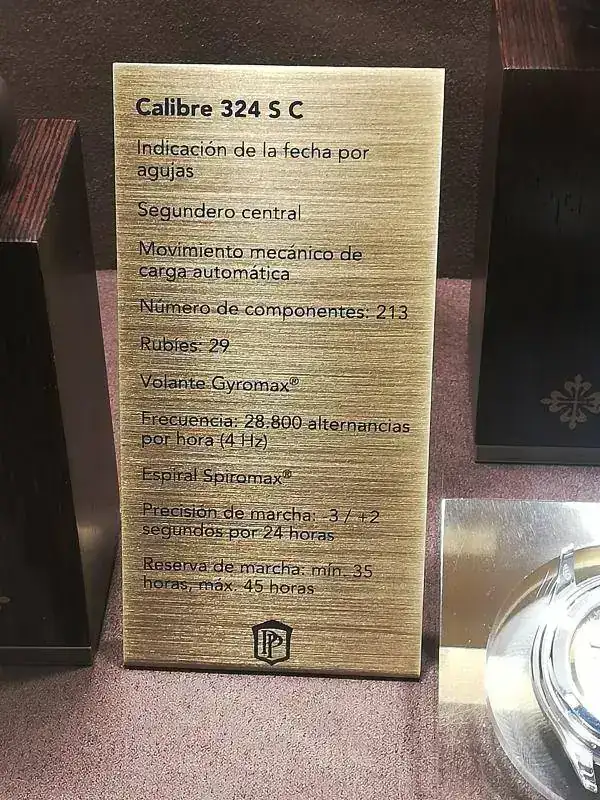 Calibre 324 S C
Indicación de la fecha por
agujas
Segundero central
Movimiento mecánico de
carga automática
Número de componentes: 213
Rubíes: 29
Volante Gyromax®
Frecuencia: 28.800 alternancias
por hora (4 Hz)
Espiral Spiromax®
Precisión de marcha: -3 / +2
segundos por 24 horas
Reserva de marcha: mín. 35
horas, máx. 45 horas
PP